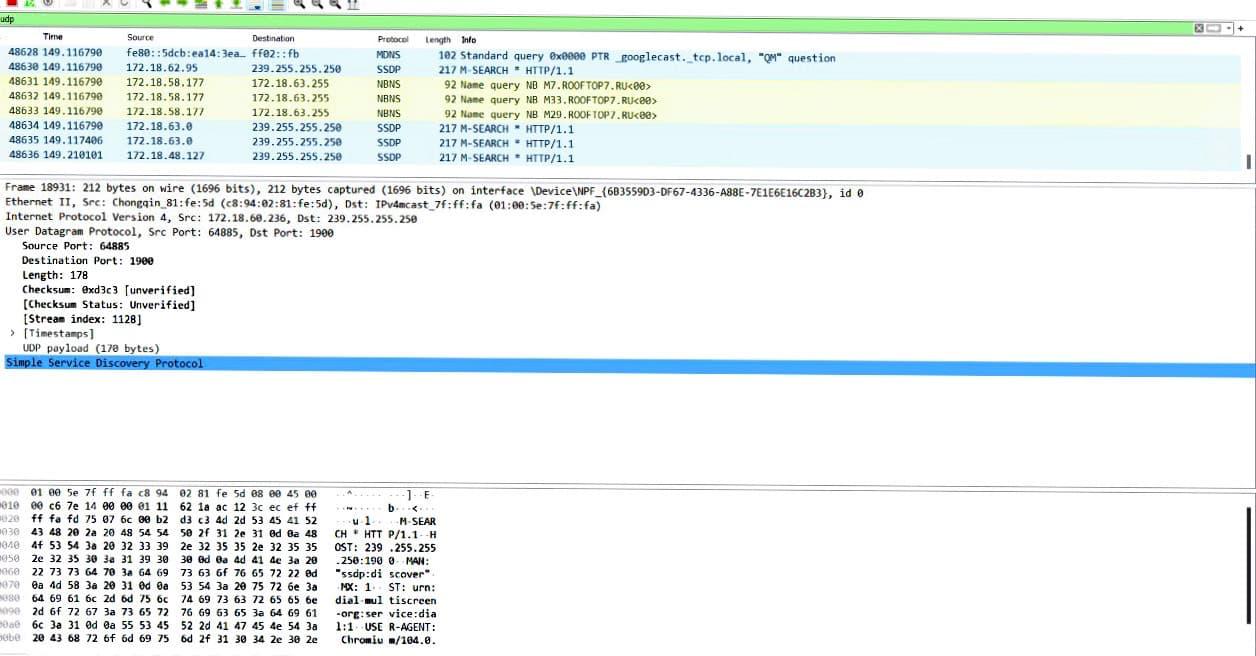 udp
Time Source Destination Protocol Length Info
48628 149.116790 fe80::5dcb:ea14:3ea… ff02::fb MDNS 102 Standard query 0x0000 PTR _googlecast._tcp.local, "QM" question
48630 149.116790 172.18.62.95 239.255.255.250 SSDP 217 M-SEARCH * HTTP/1.1
48631 149.116790 172.18.58.177 172.18.63.255 NBNS 92 Name query NB M7.ROOFTOP7.RU<00>
48632 149.116790 172.18.58.177 172.18.63.255 NBNS 92 Name query NB M33.ROOFTOP7.RU<00>
48633 149.116790 172.18.58.177 172.18.63.255 NBNS 92 Name query NB M29.ROOFTOP7.RU<00>
48634 149.116790 172.18.63.0 239.255.255.250 SSDP 217 M-SEARCH * HTTP/1.1
48635 149.117406 172.18.63.0 239.255.255.250 SSDP 217 M-SEARCH * HTTP/1.1
48636 149.210101 172.18.48.127 239.255.255.250 SSDP 217 M-SEARCH * HTTP/1.1
Frame 18931: 212 bytes on wire (1696 bits), 212 bytes captured (1696 bits) on interface \Device\NPF_{6B3559D3-DF67-4336-A88E-7E1E6E16C2B3}, id 0
Ethernet II, Src: Chongqin_81:fe:5d (c8:94:02:81:fe:5d), Dst: IPv4mcast_7f:ff:fa (01:00:5e:7f:ff:fa)
Internet Protocol Version 4, Src: 172.18.60.236, Dst: 239.255.255.250
User Datagram Protocol, Src Port: 64885, Dst Port: 1900
Source Port: 64885
Destination Port: 1900
Length: 178
Checksum: 0xd3c3 [unverified]
[Checksum Status: Unverified]
[Stream index: 1128]
> [Timestamps]
UDP payload (170 bytes)
Simple Service Discovery Protocol
000 01 00 5e 7f ff fa c8 94 02 81 fe 5d 08 00 45 00 ··^····· ···]··E·
010 00 c6 7e 14 00 00 01 11 62 1a ac 12 3c ec ef ff ··~····· b···<···
020 ff fa fd 75 07 6c 00 b2 d3 c3 4d 2d 53 45 41 52 ···u·l·· ··M-SEAR
030 43 48 20 2a 20 48 54 54 50 2f 31 2e 31 0d 0a 48 CH * HTT P/1.1··H
040 4f 53 54 3a 20 32 33 39 2e 32 35 35 2e 32 35 35 OST: 239 .255.255
050 2e 32 35 30 3a 31 39 30 30 0d 0a 4d 41 4e 3a 20 .250:190 0··MAN:
060 22 73 73 64 70 3a 64 69 73 63 6f 76 65 72 22 0d "ssdp:di scover"·
070 0a 4d 58 3a 20 31 0d 0a 53 54 3a 20 75 72 6e 3a ·MX: 1·· ST: urn:
080 64 69 61 6c 2d 6d 75 6c 74 69 73 63 72 65 65 6e dial-mul tiscreen
090 2d 6f 72 67 3a 73 65 72 76 69 63 65 3a 64 69 61 -org:ser vice:dia
0a0 6c 3a 31 0d 0a 55 53 45 52 2d 41 47 45 4e 54 3a l:1··USE R-AGENT:
0b0 20 43 68 72 6f 6d 69 75 6d 2f 31 30 34 2e 30 2e Chromiu m/104.0.